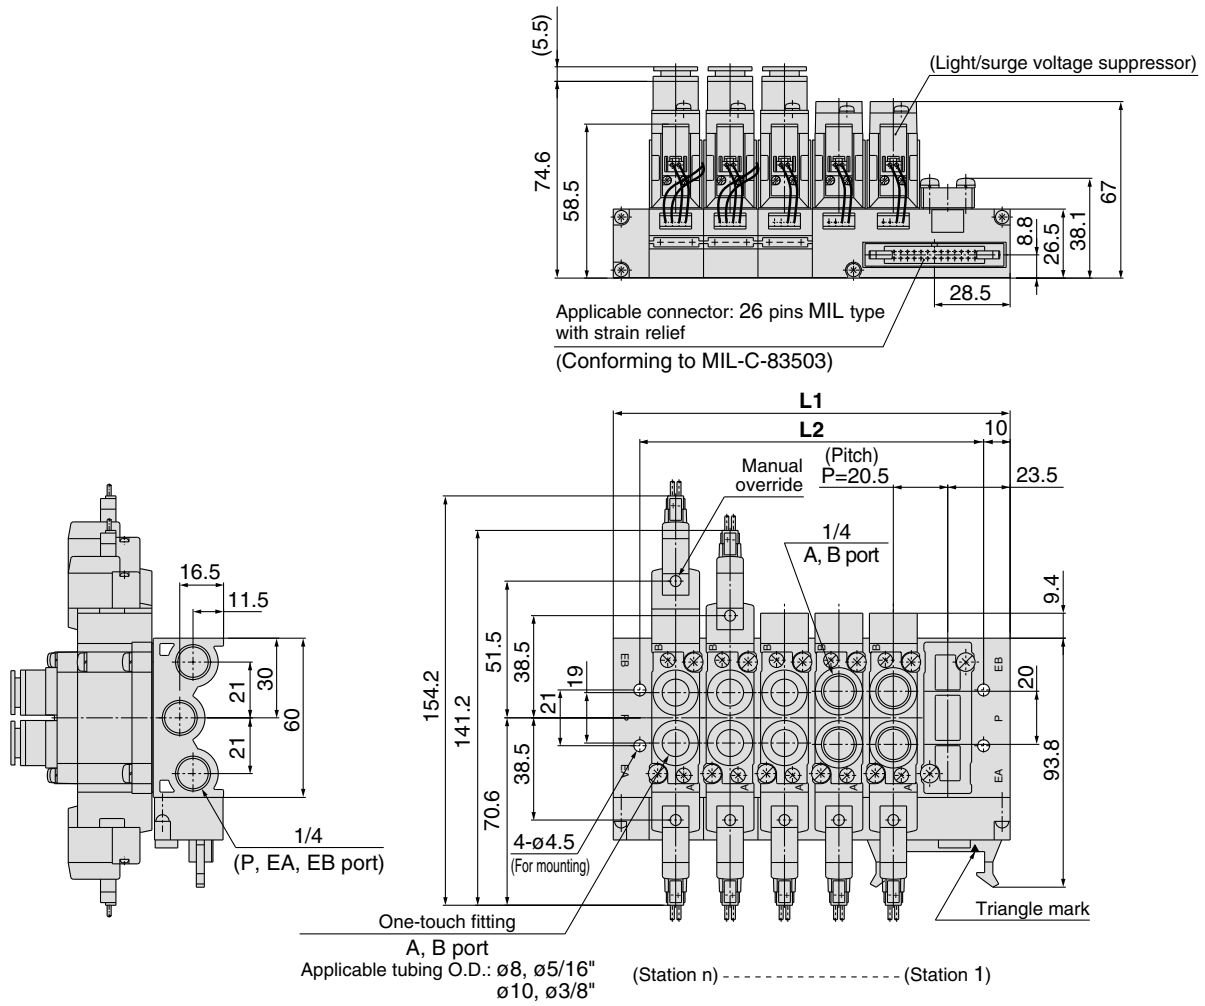 (5.5)
(Light/surge voltage suppressor)
74.6
58.5
8.8
26.5
38.1
67
28.5
Applicable connector: 26 pins MIL type
with strain relief
(Conforming to MIL-C-83503)
L1
L2
10
(Pitch)
P=20.5
23.5
Manual
override
1/4
A, B port
16.5
11.5
9.4
154.2
141.2
51.5
38.5
19
21
38.5
70.6
21
30
21
60
20
93.8
B
B
B
B
B
EB
EB
P
P
EA
EA
A
A
A
A
A
1/4
(P, EA, EB port)
4-ø4.5
(For mounting)
Triangle mark
One-touch fitting
A, B port
Applicable tubing O.D.: ø8, ø5/16"
ø10, ø3/8"
(Station n) - - - - - - - - - - - - - - - - - - - - (Station 1)